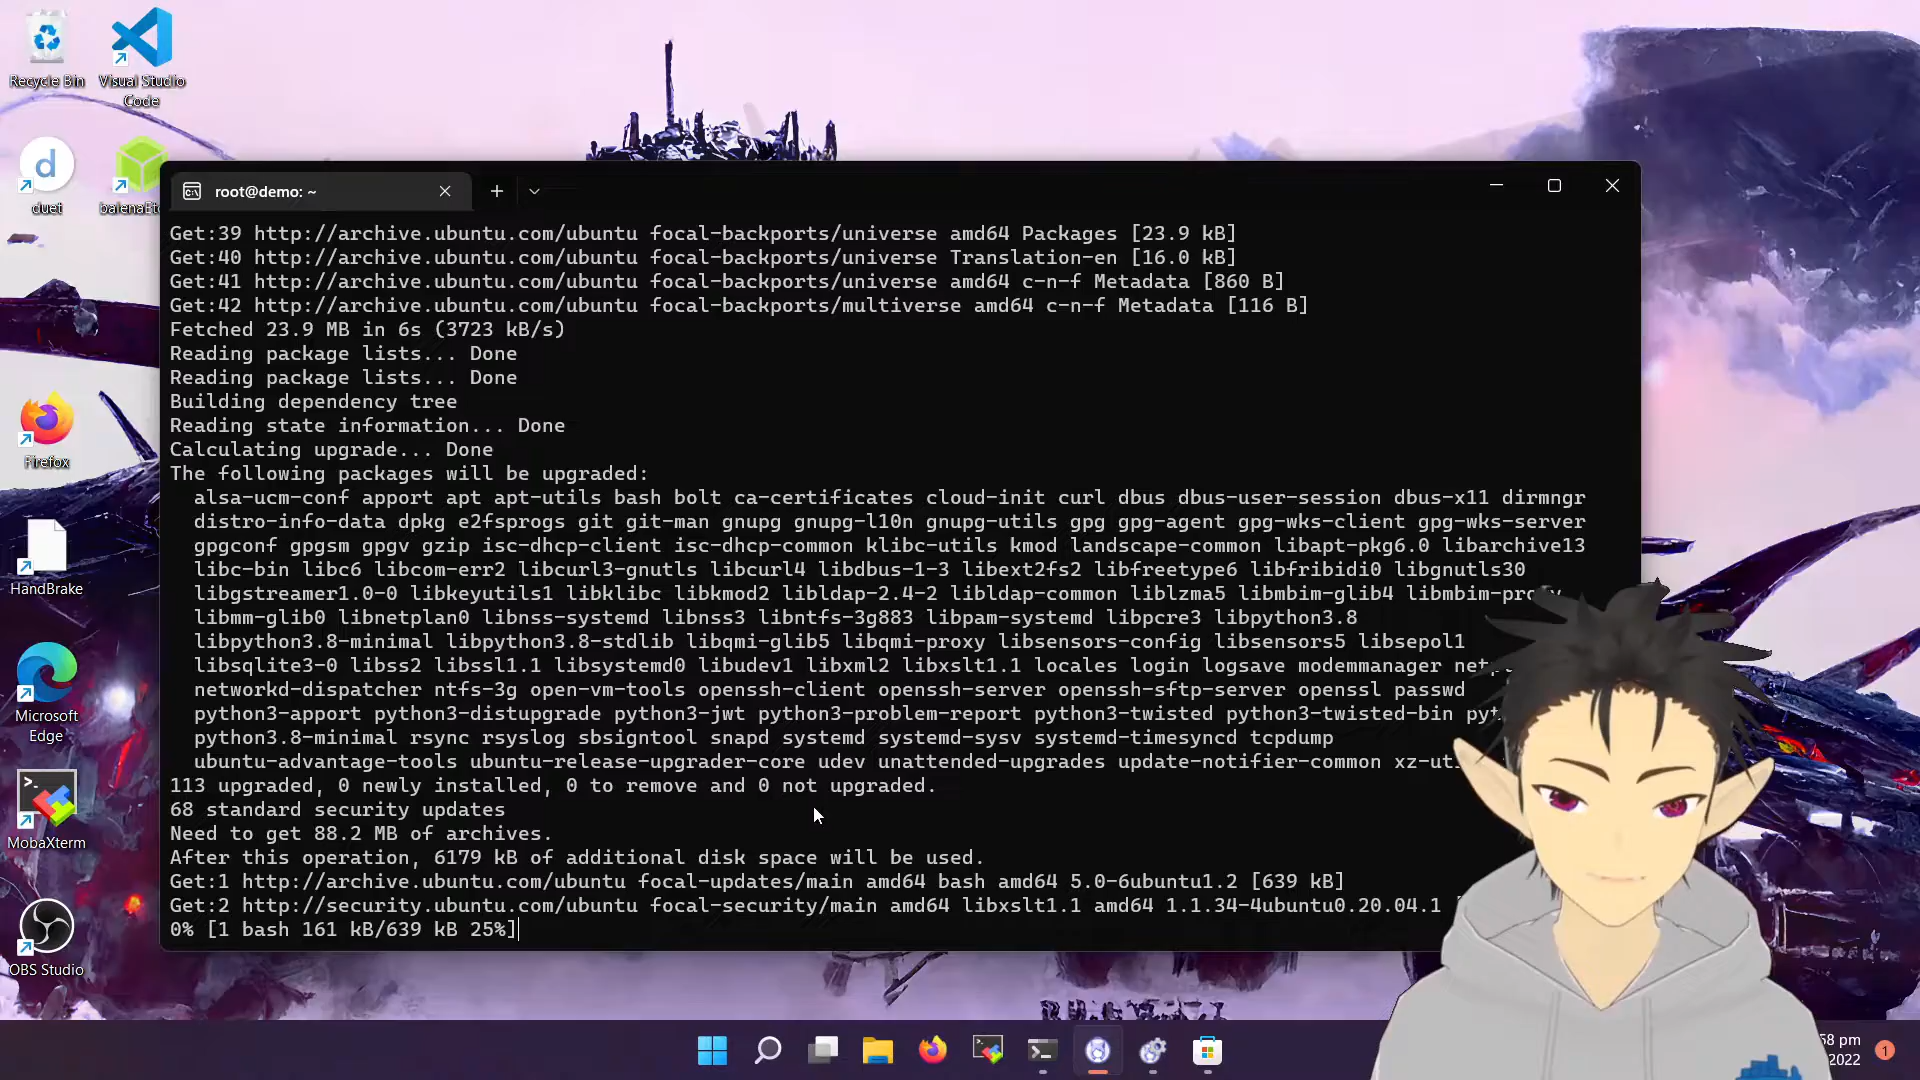 Recycle Bin
Visual Studio
Code
d
duet
Firefox
HandBrake
Microsoft
Edge
MobaXterm
OBS Studio
root@demo: ~
Get:39 http://archive.ubuntu.com/ubuntu focal-backports/universe amd64 Packages [23.9 kB]
Get:40 http://archive.ubuntu.com/ubuntu focal-backports/universe Translation-en [16.0 kB]
Get:41 http://archive.ubuntu.com/ubuntu focal-backports/universe amd64 c-n-f Metadata [860 B]
Get:42 http://archive.ubuntu.com/ubuntu focal-backports/multiverse amd64 c-n-f Metadata [116 B]
Fetched 23.9 MB in 6s (3723 kB/s)
Reading package lists... Done
Reading package lists... Done
Building dependency tree
Reading state information... Done
Calculating upgrade... Done
The following packages will be upgraded:
alsa-ucm-conf apport apt apt-utils bash bolt ca-certificates cloud-init curl dbus dbus-user-session dbus-x11 dirmngr
distro-info-data dpkg e2fsprogs git git-man gnupg gnupg-l10n gnupg-utils gpg gpg-agent gpg-wks-client gpg-wks-server
gpgconf gpgsm gpgv gzip isc-dhcp-client isc-dhcp-common klibc-utils kmod landscape-common libapt-pkg6.0 libarchive13
libc-bin libc6 libcom-err2 libcurl3-gnutls libcurl4 libdbus-1-3 libext2fs2 libfreetype6 libfribidi0 libgnutls30
libgstreamer1.0-0 libkeyutils1 libklibc libkmod2 libldap-2.4-2 libldap-common liblzma5 libmbim-glib4 libmbim-proxy
libmm-glib0 libnetplan0 libnss-systemd libnss3 libntfs-3g883 libpam-systemd libpcre3 libpython3.8
libpython3.8-minimal libpython3.8-stdlib libqmi-glib5 libqmi-proxy libsensors-config libsensors5 libsepol1
libsqlite3-0 libss2 libssl1.1 libsystemd0 libudev1 libxml2 libxslt1.1 locales login logsave modemmanager
networkd-dispatcher ntfs-3g open-vm-tools openssh-client openssh-server openssh-sftp-server openssl passwd
python3-apport python3-distupgrade python3-jwt python3-problem-report python3-twisted python3-twisted-bin
python3.8-minimal rsync rsyslog sbsigntool snapd systemd systemd-sysv systemd-timesyncd tcpdump
ubuntu-advantage-tools ubuntu-release-upgrader-core udev unattended-upgrades update-notifier-common
113 upgraded, 0 newly installed, 0 to remove and 0 not upgraded.
68 standard security updates
Need to get 88.2 MB of archives.
After this operation, 6179 kB of additional disk space will be used.
Get:1 http://archive.ubuntu.com/ubuntu focal-updates/main amd64 bash amd64 5.0-6ubuntu1.2 [639 kB]
Get:2 http://security.ubuntu.com/ubuntu focal-security/main amd64 libxslt1.1 amd64 1.1.34-4ubuntu0.20.04.1
0% [1 bash 161 kB/639 kB 25%]
58 pm
2022
1